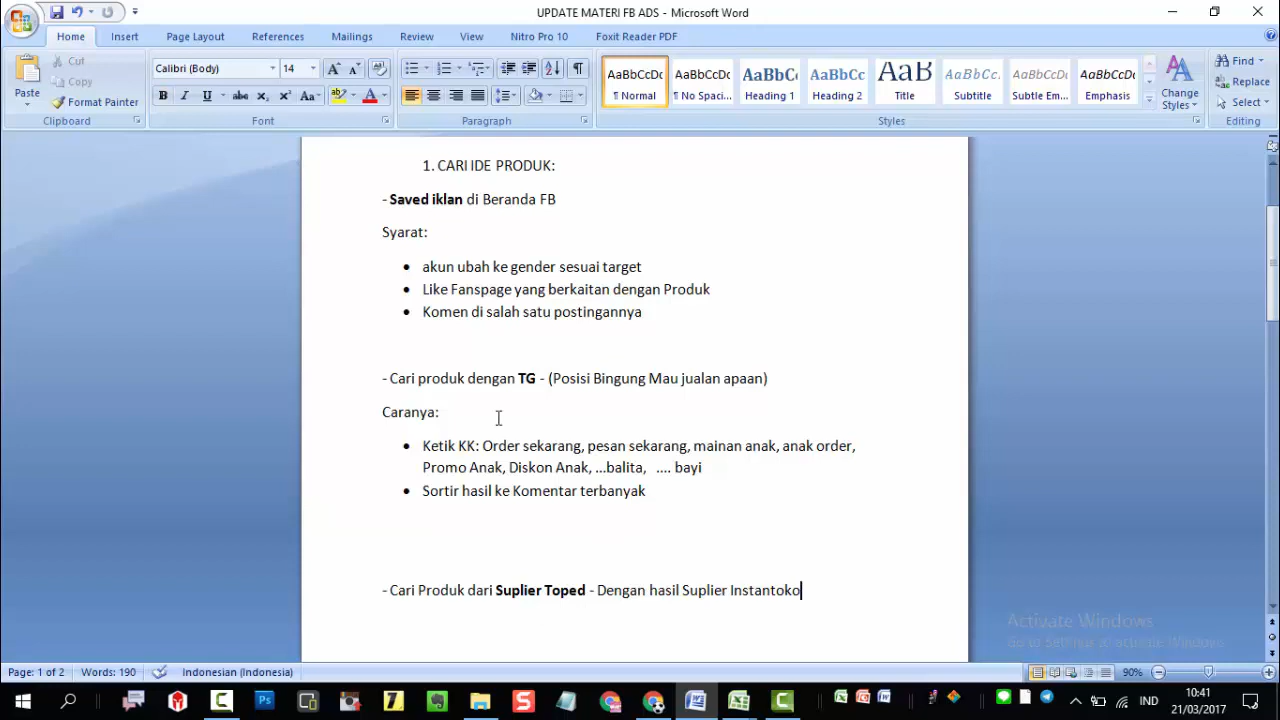 UPDATE MATERI FB ADS - Microsoft Word
Home Insert Page Layout References Mailings Review View Nitro Pro 10 Foxit Reader PDF
Paste
Cut
Copy
Format Painter
Clipboard
Calibri (Body) 14
Font
Paragraph
AaBbCcDc AaBbCcDc AaBbCc AaBbCc AaB AaBbCc. AaBbCcDc AaBbCcDc
¶ Normal ¶ No Spaci... Heading 1 Heading 2 Title Subtitle Subtle Em... Emphasis
Change Styles
Styles
Find
Replace
Select
Editing
1. CARI IDE PRODUK:
- Saved iklan di Beranda FB
Syarat:
• akun ubah ke gender sesuai target
• Like Fanspage yang berkaitan dengan Produk
• Komen di salah satu postingannya
- Cari produk dengan TG - (Posisi Bingung Mau jualan apaan)
Caranya:
• Ketik KK: Order sekarang, pesan sekarang, mainan anak, anak order,
Promo Anak, Diskon Anak, ...balita, .... bayi
• Sortir hasil ke Komentar terbanyak
- Cari Produk dari Suplier Toped - Dengan hasil Suplier Instantoko
Activate Windows
Go to Settings to activate Windows.
Page: 1 of 2 Words: 190 Indonesian (Indonesia) 90%
IND
10:41
21/03/2017